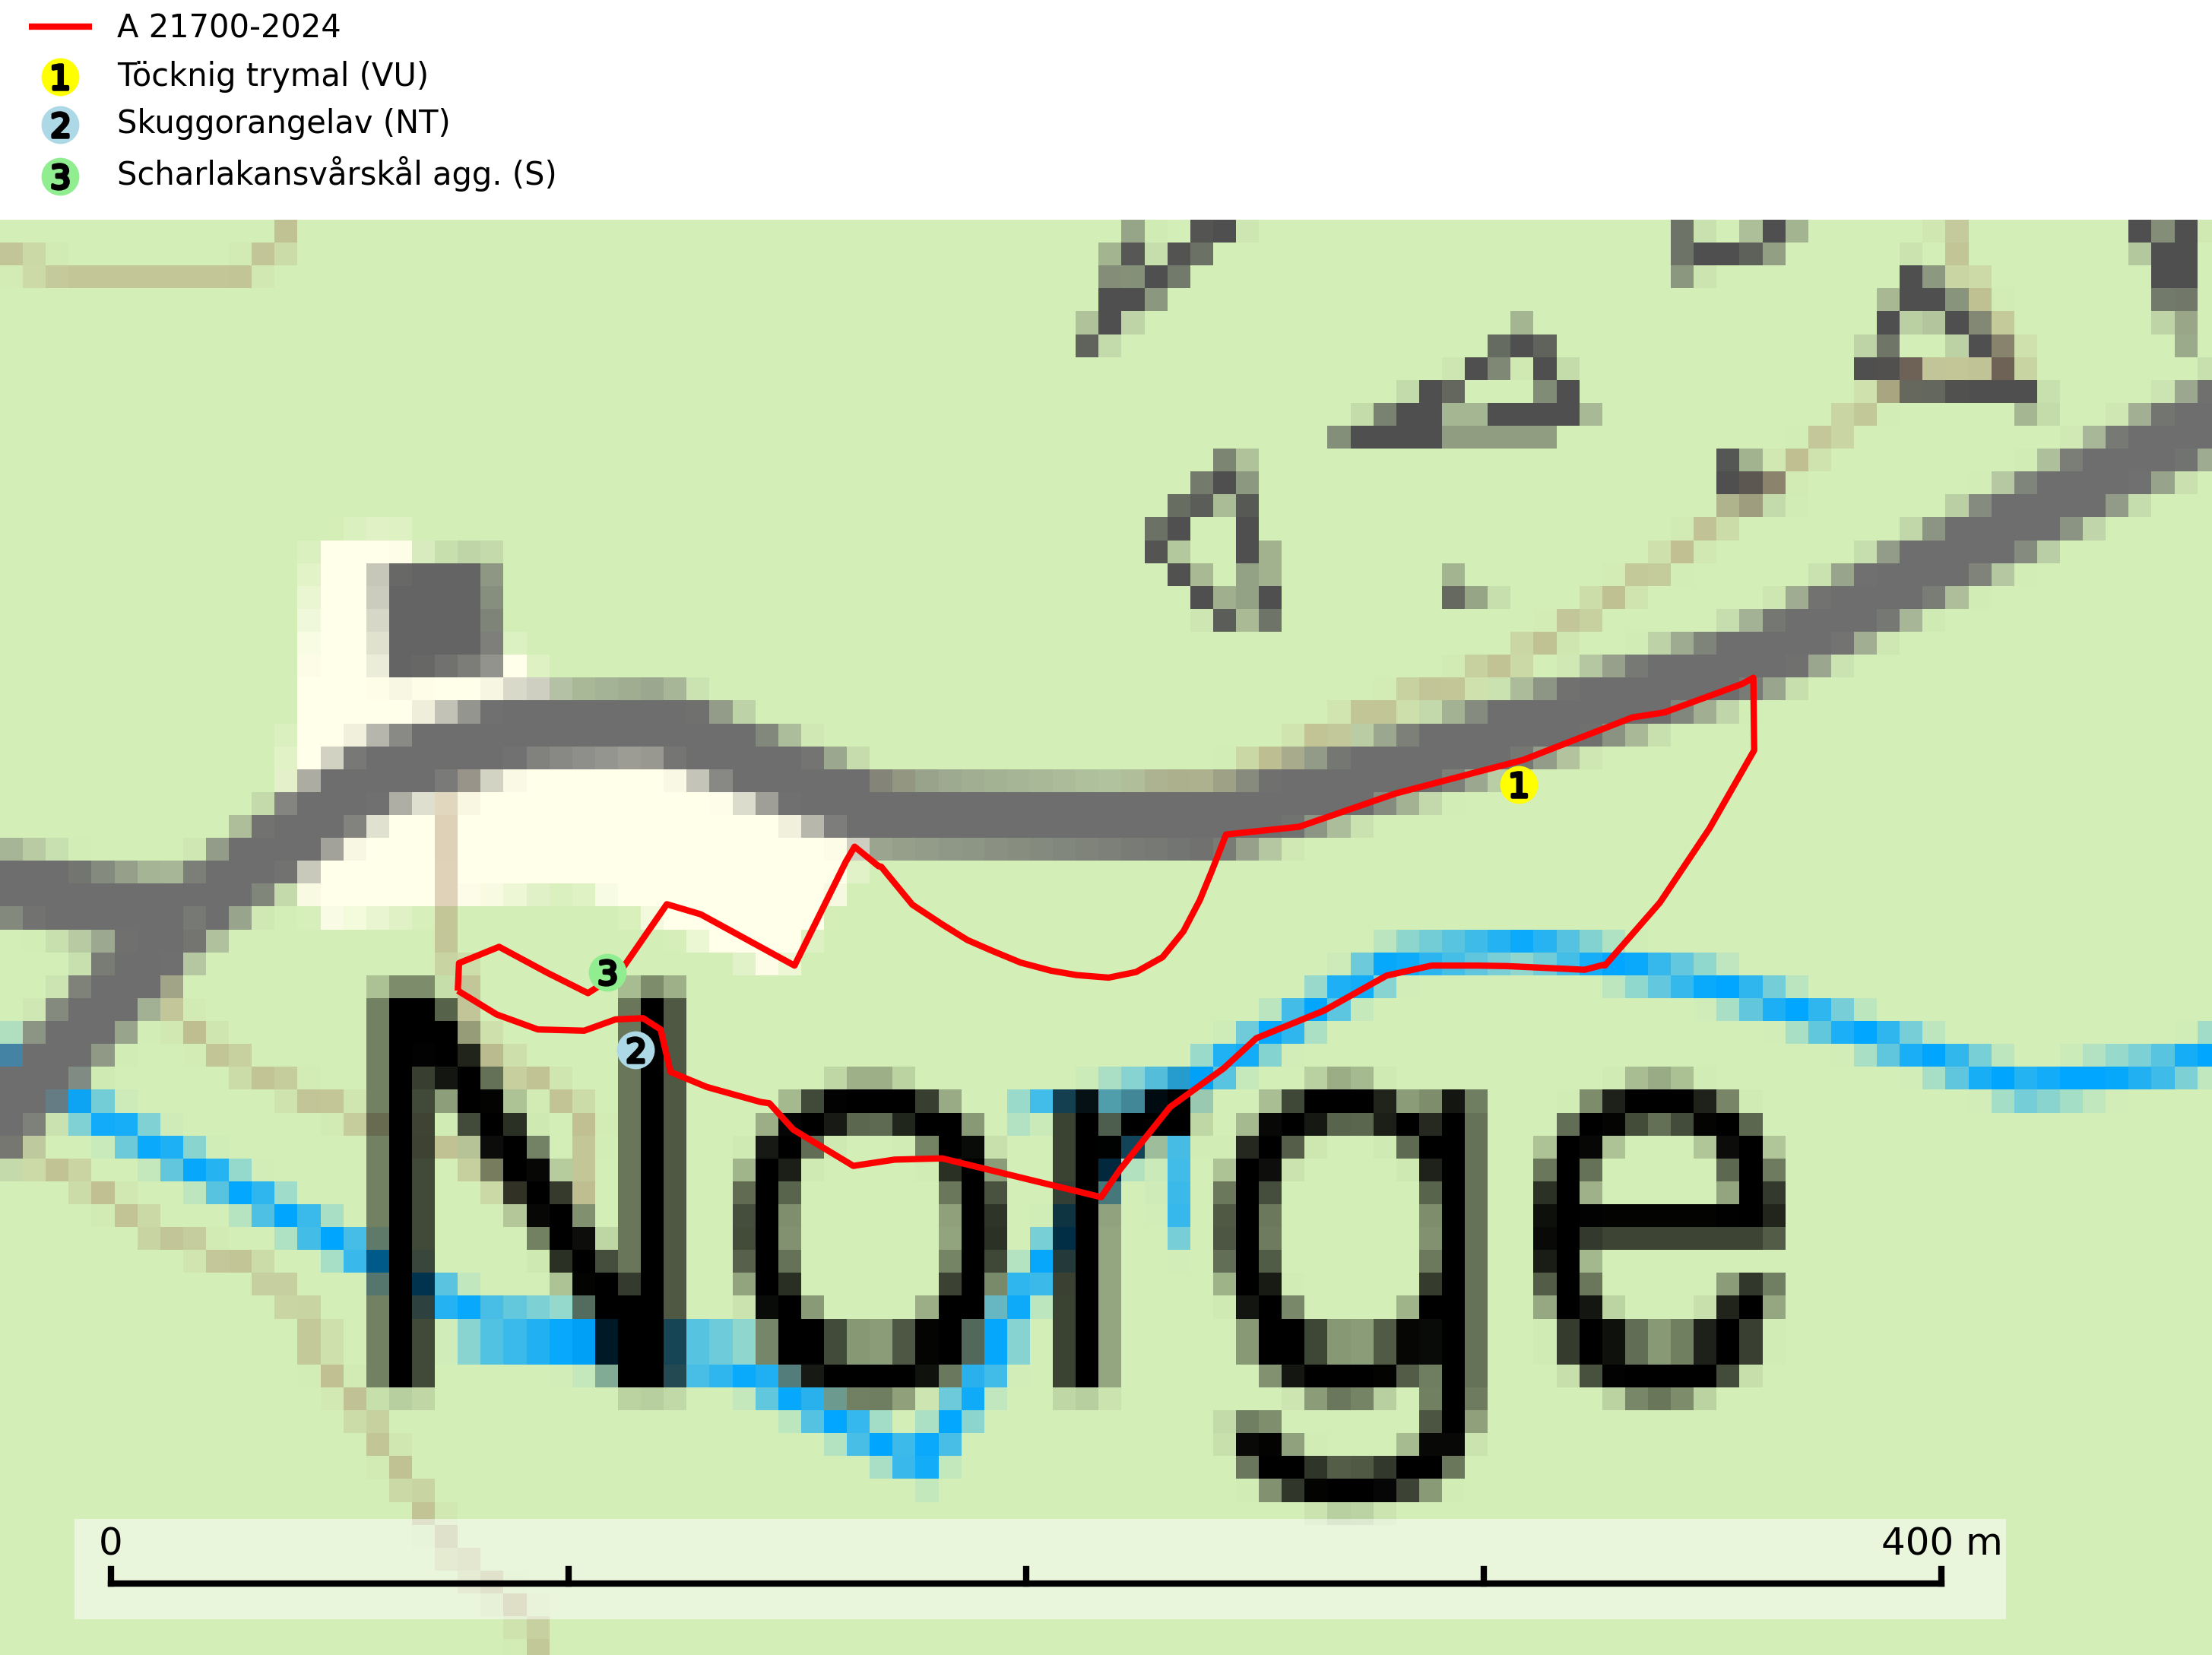 A 21700-2024
1 Töcknig trymal (VU)
2 Skuggorangelav (NT)
3 Scharlakansvårskål agg. (S)
1
3
2
Norge
0 400 m